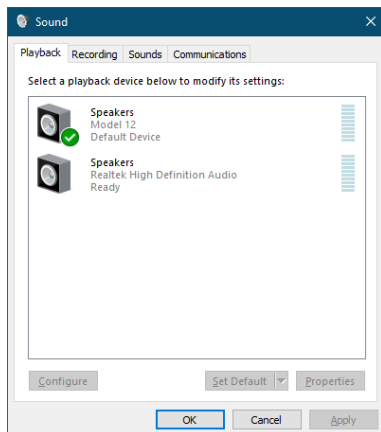 Sound
Playback Recording Sounds Communications
Select a playback device below to modify its settings:
Speakers
Model 12
Default Device
Speakers
Realtek High Definition Audio
Ready
Configure Set Default Properties
OK Cancel Apply